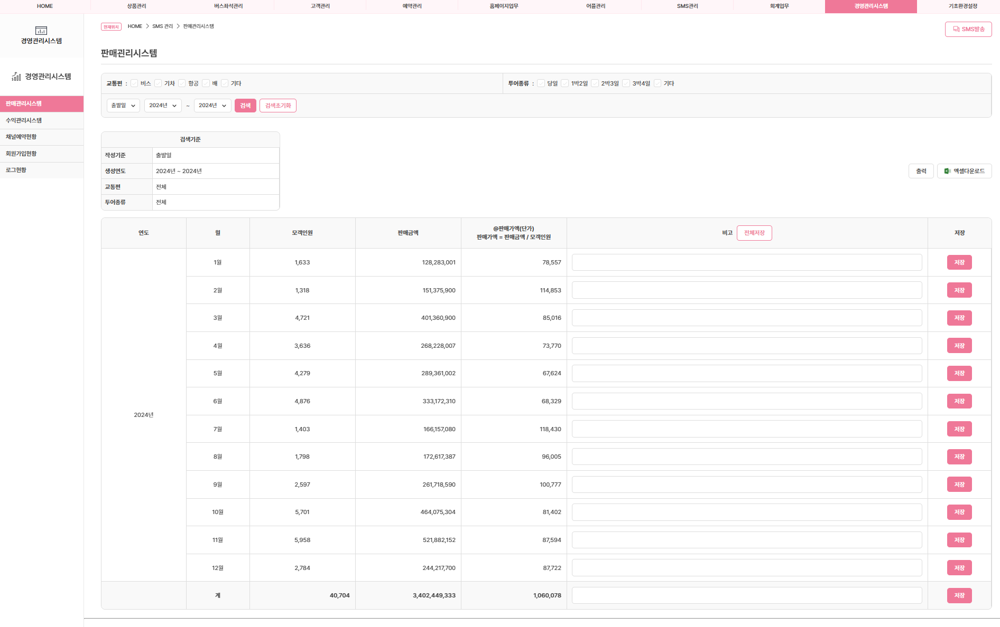 HOME 상품관리 버스좌석관리 고객관리 예약관리 홈페이지업무 어플관리 SMS관리 회계업무 경영관리시스템 기초환경설정
경영관리시스템
경영관리시스템
판매관리시스템
수익관리시스템
채널예약현황
회원가입현황
로그현황
현재위치 HOME > SMS 관리 > 판매관리시스템
SMS발송
판매괸리시스템
교통편 : 버스 기차 항공 배 기타 투어종류 : 당일 1박2일 2박3일 3박4일 기타
출발일 2024년 ~ 2024년 검색 검색초기화
검색기준
작성기준 출발일
생성연도 2024년 ~ 2024년
교통편 전체
투어종류 전체
출력 엑셀다운로드
연도 월 모객인원 판매금액 @판매가액(단가) 비고 전체저장 저장
판매가액 = 판매금액 / 모객인원
1월 1,633 128,283,001 78,557 저장
2월 1,318 151,375,900 114,853 저장
3월 4,721 401,360,900 85,016 저장
4월 3,636 268,228,007 73,770 저장
5월 4,279 289,361,002 67,624 저장
6월 4,876 333,172,310 68,329 저장
2024년
7월 1,403 166,157,080 118,430 저장
8월 1,798 172,617,387 96,005 저장
9월 2,597 261,718,590 100,777 저장
10월 5,701 464,075,304 81,402 저장
11월 5,958 521,882,152 87,594 저장
12월 2,784 244,217,700 87,722 저장
계 40,704 3,402,449,333 1,060,078 저장